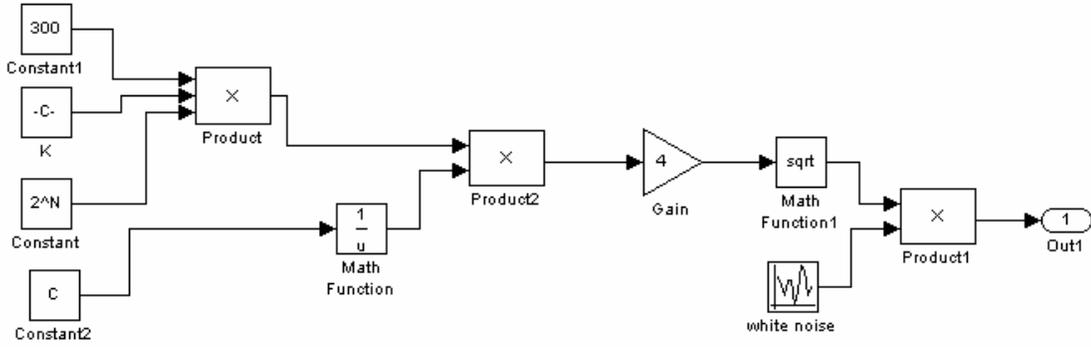 300
Constant1
-C-
K
×
Product
2^N
Constant
C
Constant2
1
u
Math
Function
×
Product2
4
Gain
sqrt
Math
Function1
white noise
×
Product1
1
Out1